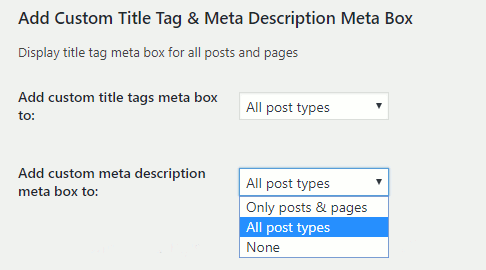 Add Custom Title Tag & Meta Description Meta Box
Display title tag meta box for all posts and pages
Add custom title tags meta box
to:
All post types
Add custom meta description
meta box to:
All post types
Only posts & pages
All post types
None